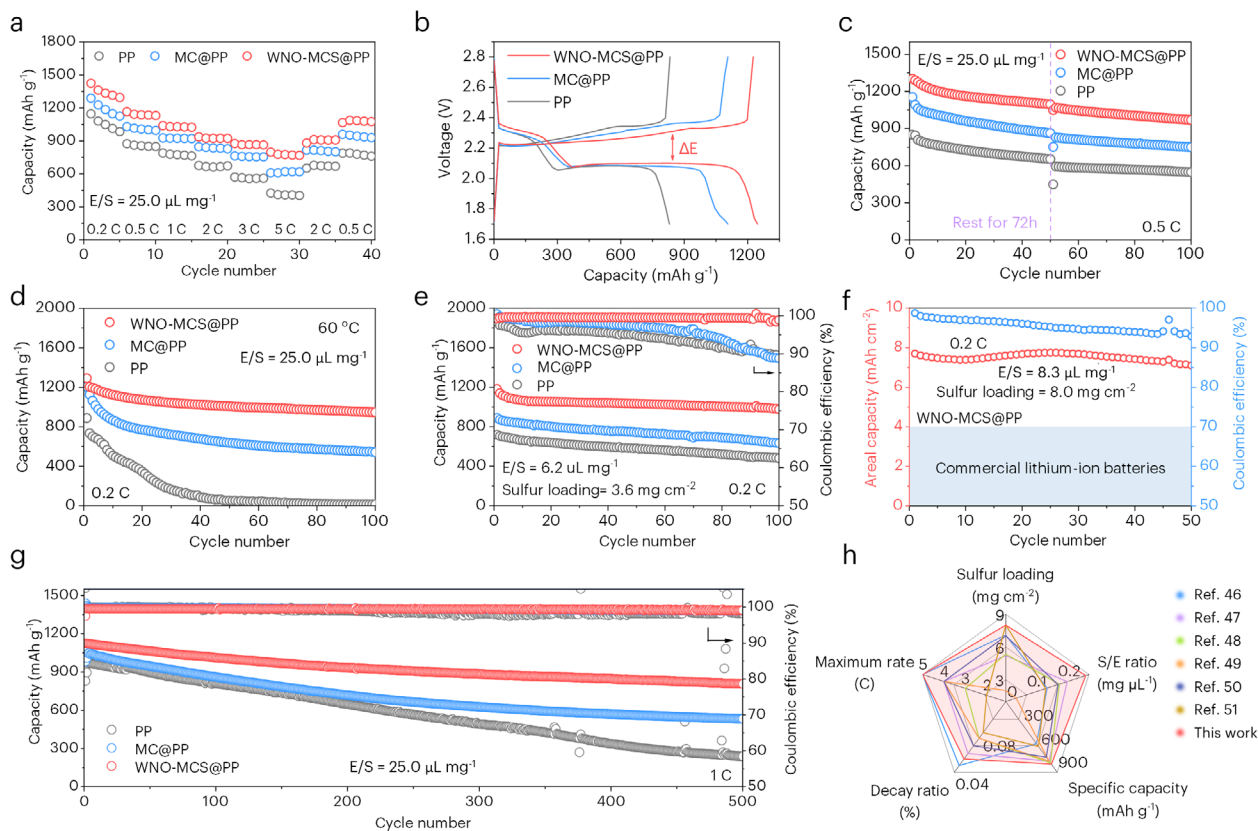 a
1800
1500
1200
900
600
300
0
Capacity (mAh g⁻¹)
PP MC@PP WNO-MCS@PP
E/S = 25.0 µL mg⁻¹
0.2 C 0.5 C 1 C 2 C 3 C 5 C 2 C 0.5 C
0 10 20 30 40
Cycle number
b
2.8
2.6
2.4
2.2
2.0
1.8
1.6
Voltage (V)
WNO-MCS@PP
MC@PP
PP
ΔE
0 300 600 900 1200
Capacity (mAh g⁻¹)
c
1500
1200
900
600
300
0
Capacity (mAh g⁻¹)
E/S = 25.0 µL mg⁻¹
WNO-MCS@PP
MC@PP
PP
Rest for 72h
0.5 C
0 20 40 60 80 100
Cycle number
d
2000
1600
1200
800
400
0
Capacity (mAh g⁻¹)
WNO-MCS@PP
MC@PP
PP
60 °C
E/S = 25.0 µL mg⁻¹
0.2 C
0 20 40 60 80 100
Cycle number
e
2000
1600
1200
800
400
0
Capacity (mAh g⁻¹)
WNO-MCS@PP
MC@PP
PP
E/S = 6.2 uL mg⁻¹
Sulfur loading= 3.6 mg cm⁻²
0.2 C
100
90
80
70
60
50
Coulombic efficiency (%)
0 20 40 60 80 100
Cycle number
f
10
8
6
4
2
0
Areal capacity (mAh cm⁻²)
0.2 C
E/S = 8.3 µL mg⁻¹
Sulfur loading = 8.0 mg cm⁻²
WNO-MCS@PP
Commercial lithium-ion batteries
100
90
80
70
60
50
Coulombic efficiency (%)
0 10 20 30 40 50
Cycle number
g
1500
1200
900
600
300
0
Capacity (mAh g⁻¹)
PP
MC@PP
WNO-MCS@PP
E/S = 25.0 µL mg⁻¹
1 C
100
90
80
70
60
50
Coulombic efficiency (%)
0 100 200 300 400 500
Cycle number
h
Sulfur loading
(mg cm⁻²)
9
6
3
0
S/E ratio
(mg µL⁻¹)
0.2
0.1
Specific capacity
(mAh g⁻¹)
300
600
900
Decay ratio
(%)
0.08
0.04
Maximum rate
(C)
5
4
3
2
Ref. 46
Ref. 47
Ref. 48
Ref. 49
Ref. 50
Ref. 51
This work